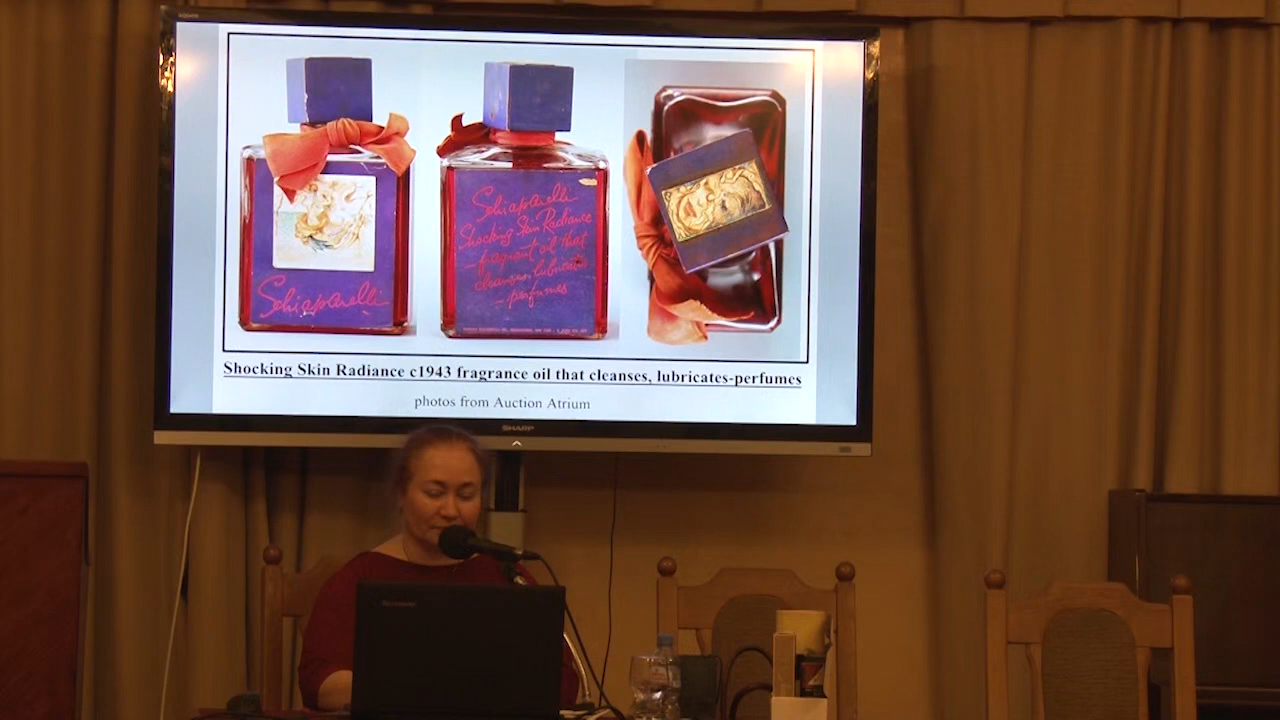 Schiaparelli
Schiaparelli
Shocking Skin Radiance
- fragrant oil that
cleanses, lubricates
- perfumes
Shocking Skin Radiance c1943 fragrance oil that cleanses, lubricates-perfumes
photos from Auction Atrium
SHARP